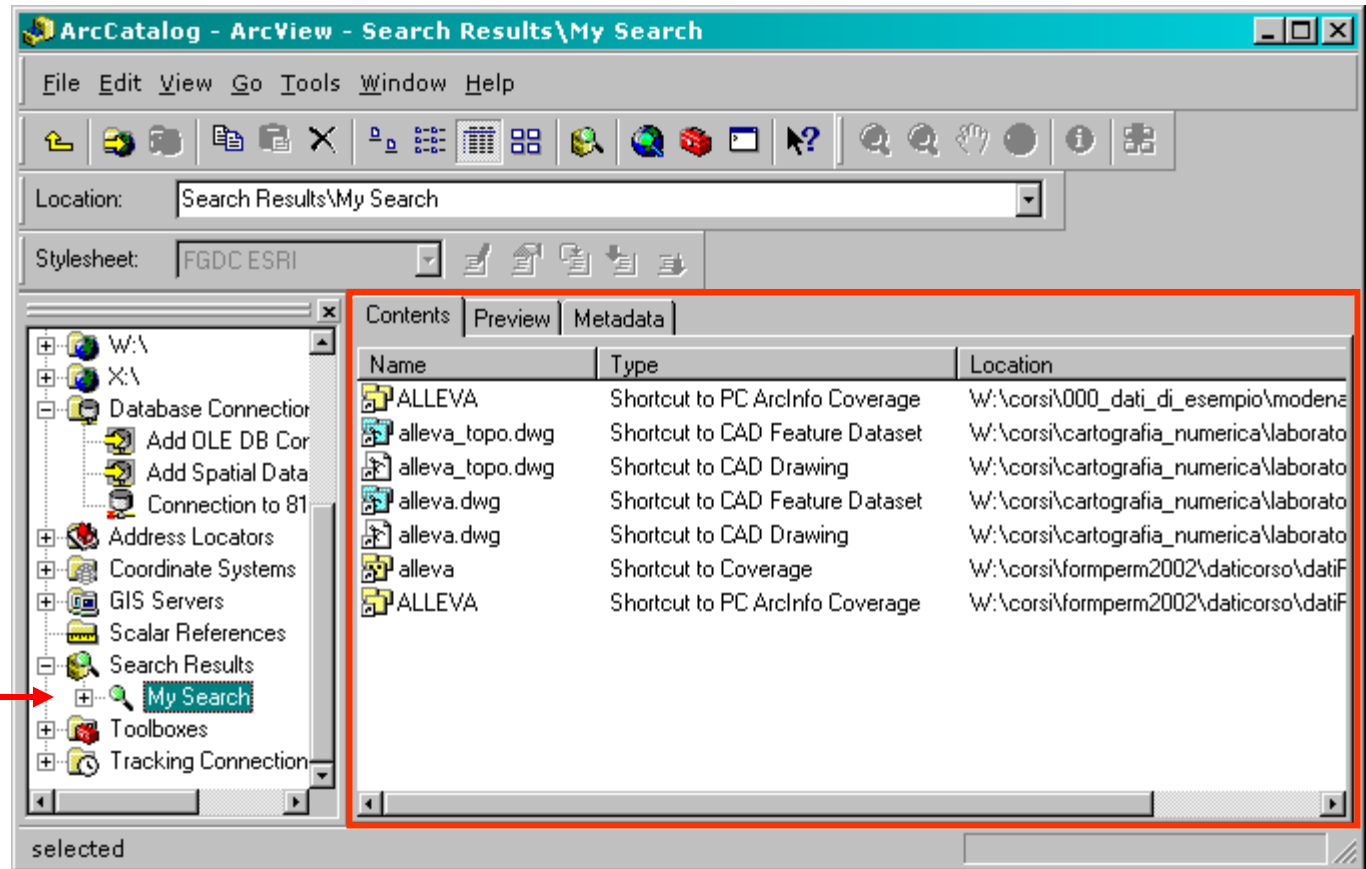 ArcCatalog - ArcView - Search Results\My Search
File Edit View Go Tools Window Help
Location: Search Results\My Search
Stylesheet: FGDC ESRI
W:\
X:\
Database Connection
Add OLE DB Cor
Add Spatial Data
Connection to 81
Address Locators
Coordinate Systems
GIS Servers
Scalar References
Search Results
My Search
Toolboxes
Tracking Connection
Contents Preview Metadata
Name Type Location
ALLEVA Shortcut to PC ArcInfo Coverage W:\corsi\000_dati_di_esempio\modena
alleva_topo.dwg Shortcut to CAD Feature Dataset W:\corsi\cartografia_numerica\laborato
alleva_topo.dwg Shortcut to CAD Drawing W:\corsi\cartografia_numerica\laborato
alleva.dwg Shortcut to CAD Feature Dataset W:\corsi\cartografia_numerica\laborato
alleva.dwg Shortcut to CAD Drawing W:\corsi\cartografia_numerica\laborato
alleva Shortcut to Coverage W:\corsi\formperm2002\daticorso\datiF
ALLEVA Shortcut to PC ArcInfo Coverage W:\corsi\formperm2002\daticorso\datiF
selected